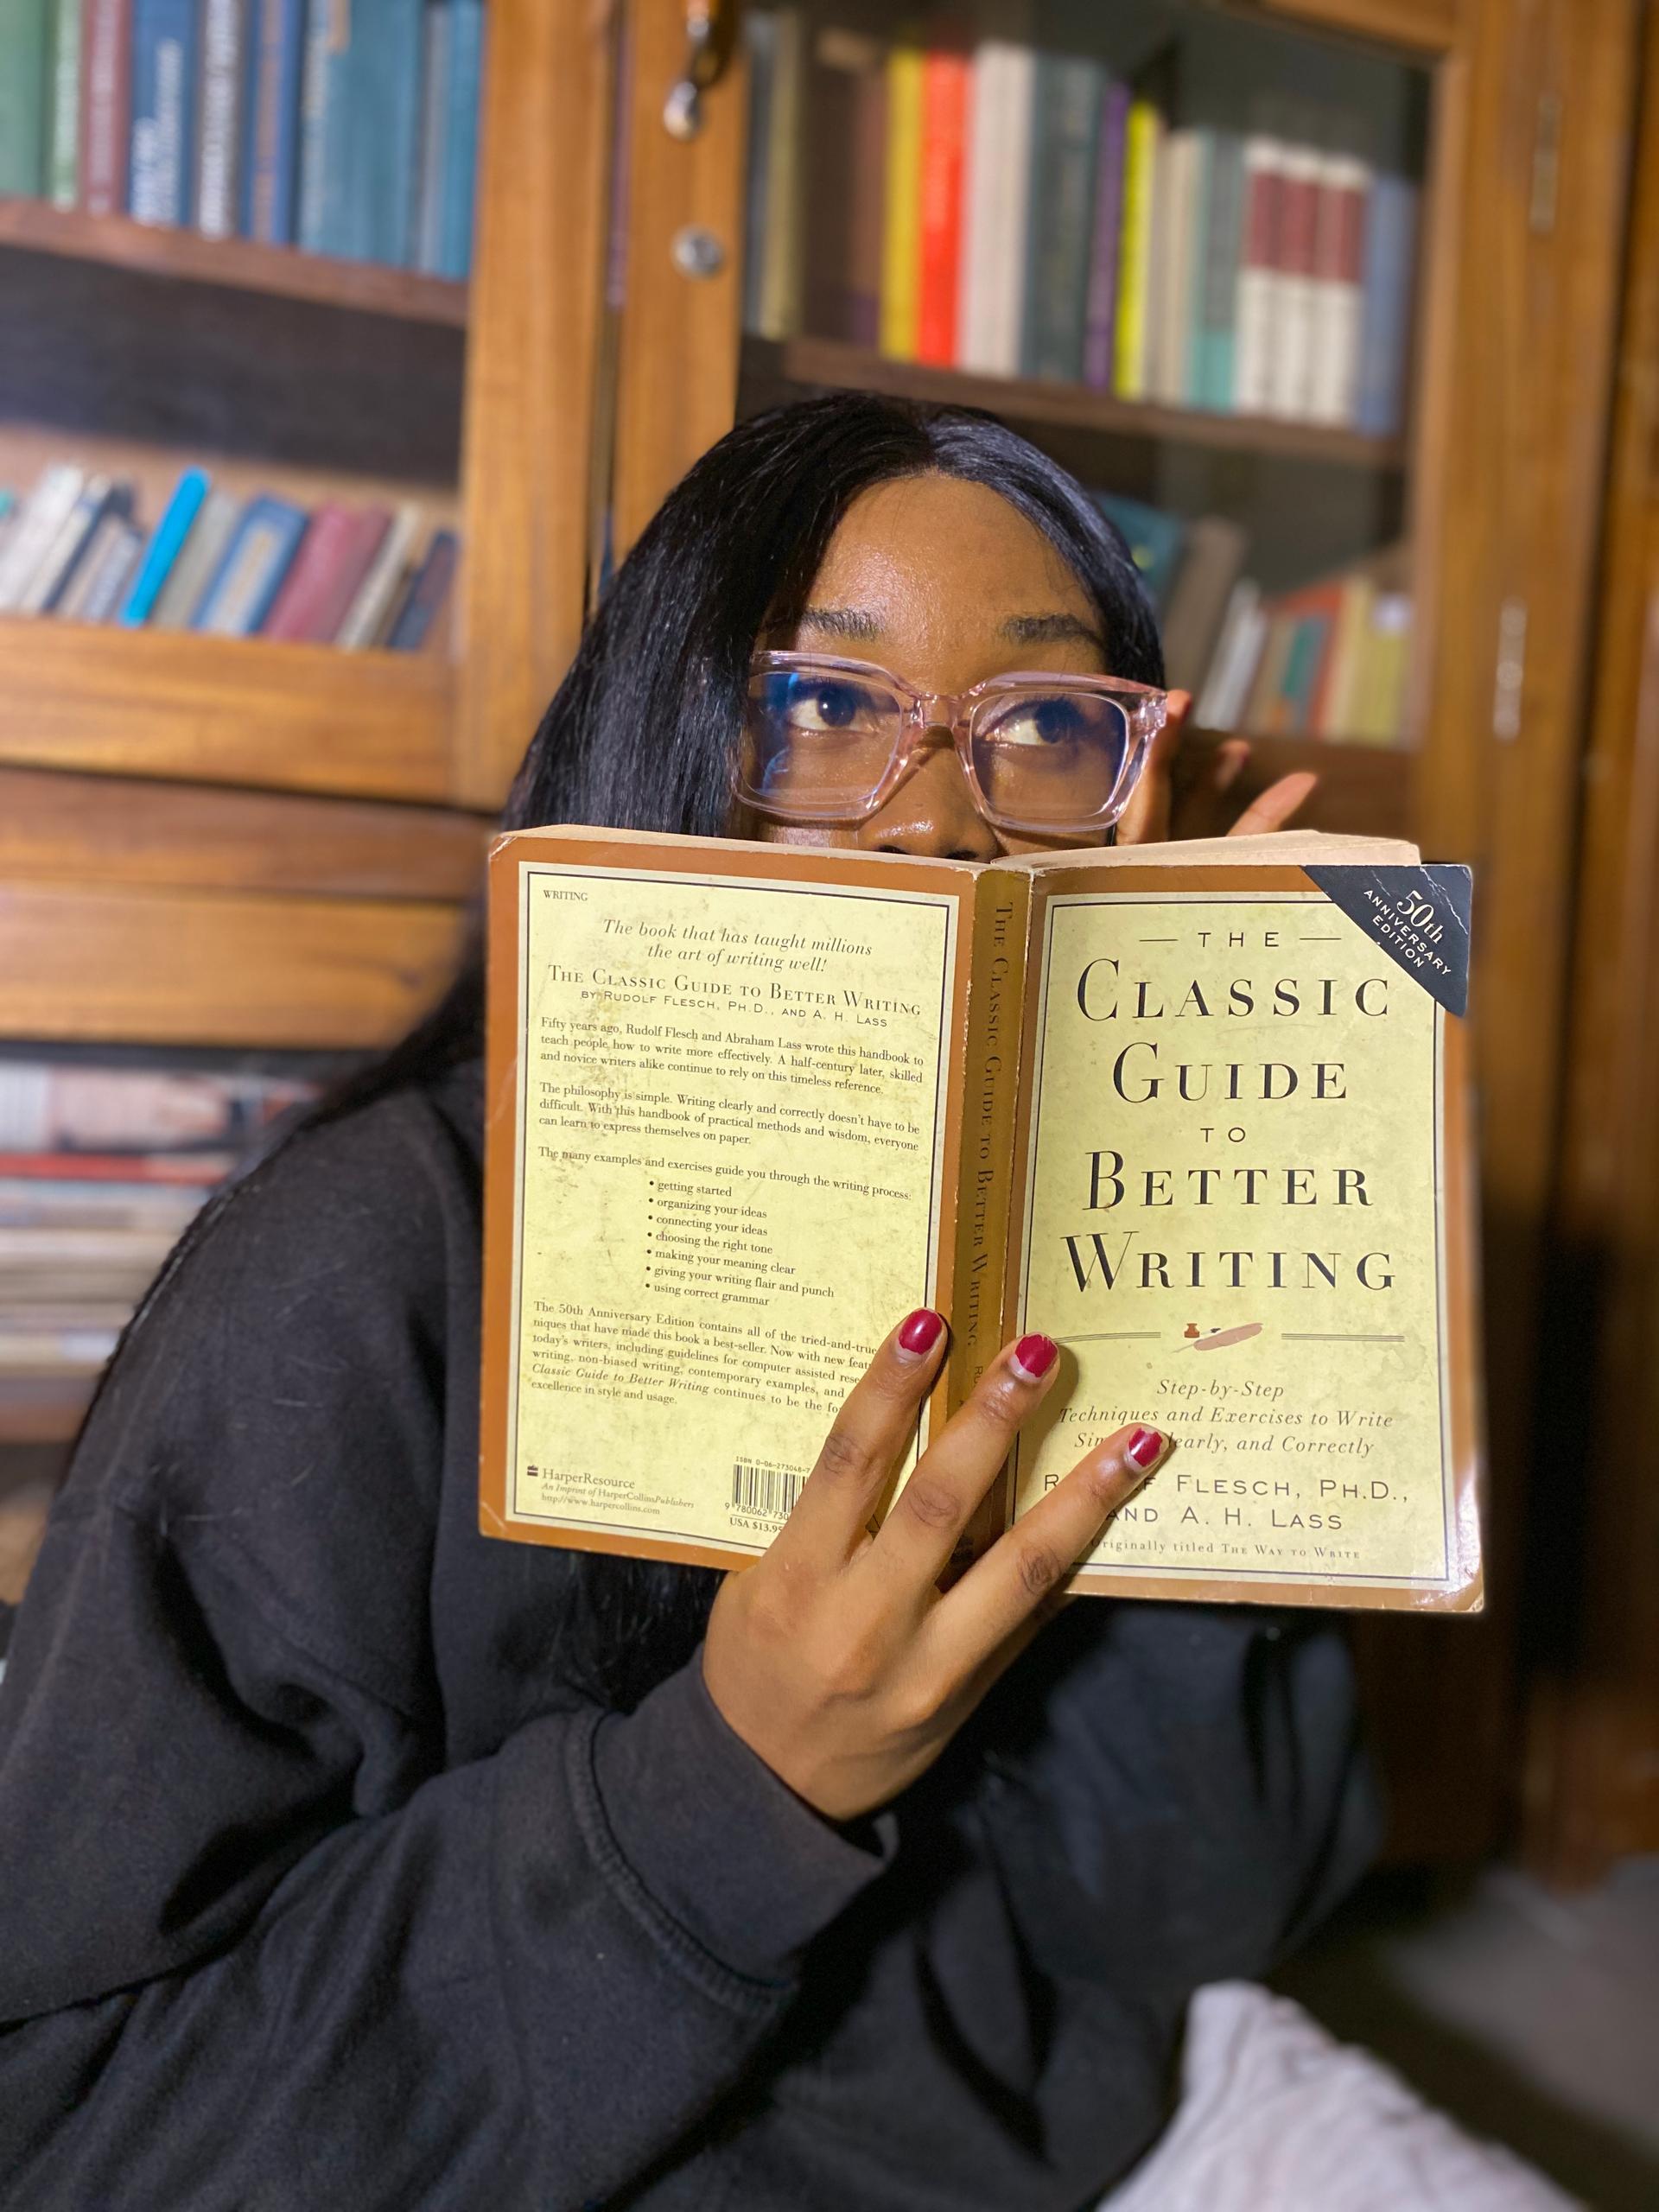 WRITING
The book that has taught millions
the art of writing well!
THE CLASSIC GUIDE TO BETTER WRITING
BY RUDOLF FLESCH, PH.D., AND A. H. LASS
Fifty years ago, Rudolf Flesch and Abraham Lass wrote this handbook to
teach people how to write more effectively. A half-century later, skilled
and novice writers alike continue to rely on this timeless reference.
The philosophy is simple. Writing clearly and correctly doesn't have to be
difficult. With this handbook of practical methods and wisdom, everyone
can learn to express themselves on paper.
The many examples and exercises guide you through the writing process:
• getting started
• organizing your ideas
• connecting your ideas
• choosing the right tone
• making your meaning clear
• giving your writing flair and punch
• using correct grammar
The 50th Anniversary Edition contains all of the tried-and-true
niques that have made this book a best-seller. Now with new
today's writers, including guidelines for computer assisted
writing, non-biased writing, contemporary examples, and
Classic Guide to Better Writing continues to be the
excellence in style and usage.
HarperResource
An Imprint of HarperCollinsPublishers
http://www.harpercollins.com
ISBN 0-06-273048-7
9 780062 730
USA $13.95
THE CLASSIC GUIDE TO BETTER WRITING
50th
ANNIVERSARY
EDITION
THE
CLASSIC
GUIDE
TO
BETTER
WRITING
Step-by-Step
Techniques and Exercises to Write
and Correctly
FLESCH, PH.D.,
AND A. H. LASS
Originally titled THE WAY TO WRITE